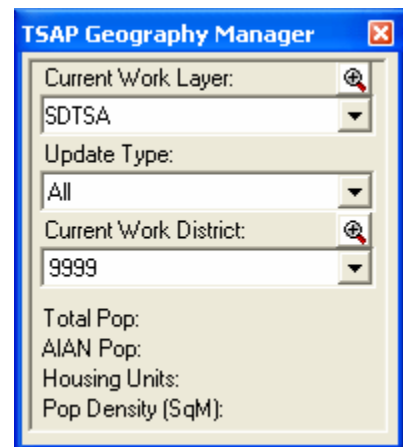 TSAP Geography Manager
Current Work Layer:
SDTSA
Update Type:
All
Current Work District:
9999
Total Pop:
AIAN Pop:
Housing Units:
Pop Density (SqM):